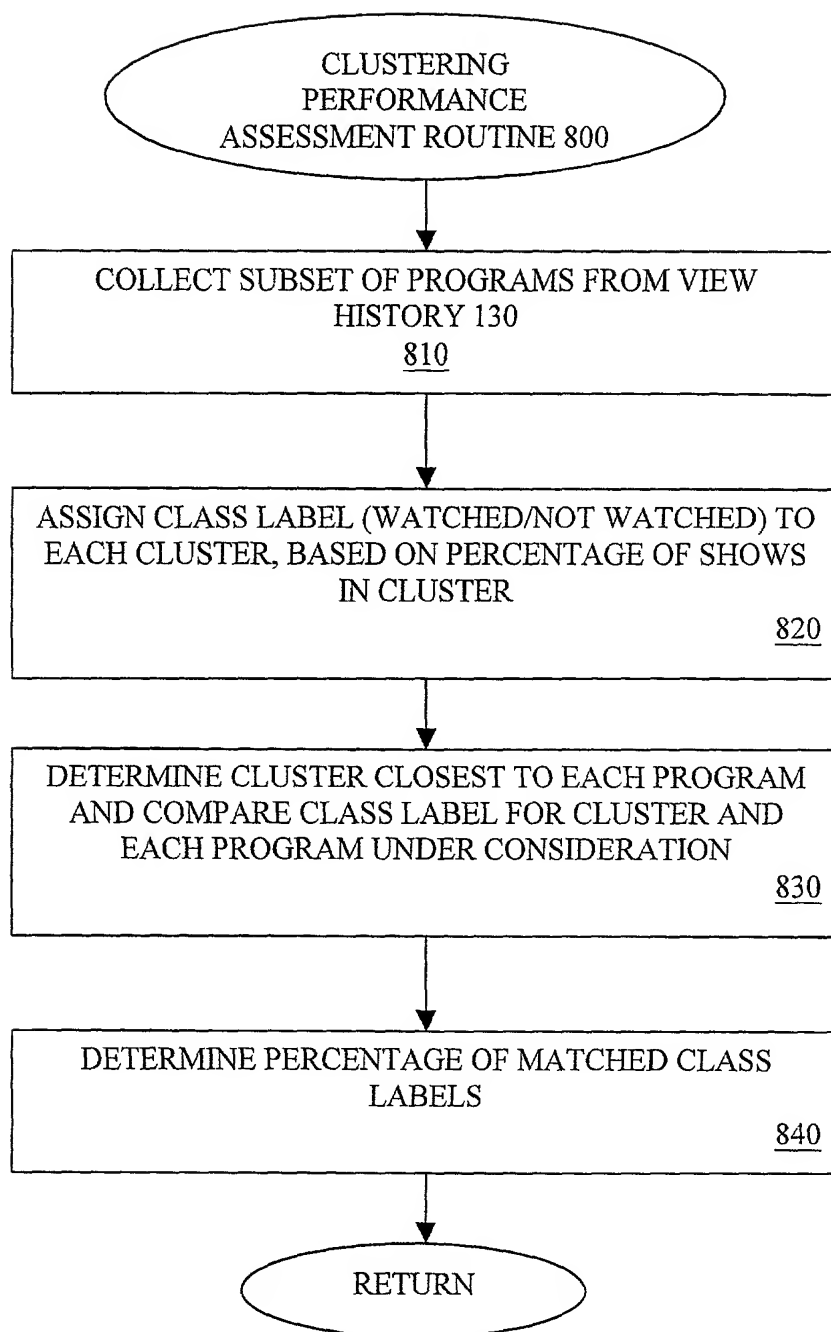 CLUSTERING
PERFORMANCE
ASSESSMENT ROUTINE 800
COLLECT SUBSET OF PROGRAMS FROM VIEW
HISTORY 130
810
ASSIGN CLASS LABEL (WATCHED/NOT WATCHED) TO
EACH CLUSTER, BASED ON PERCENTAGE OF SHOWS
IN CLUSTER
820
DETERMINE CLUSTER CLOSEST TO EACH PROGRAM
AND COMPARE CLASS LABEL FOR CLUSTER AND
EACH PROGRAM UNDER CONSIDERATION
830
DETERMINE PERCENTAGE OF MATCHED CLASS
LABELS
840
RETURN